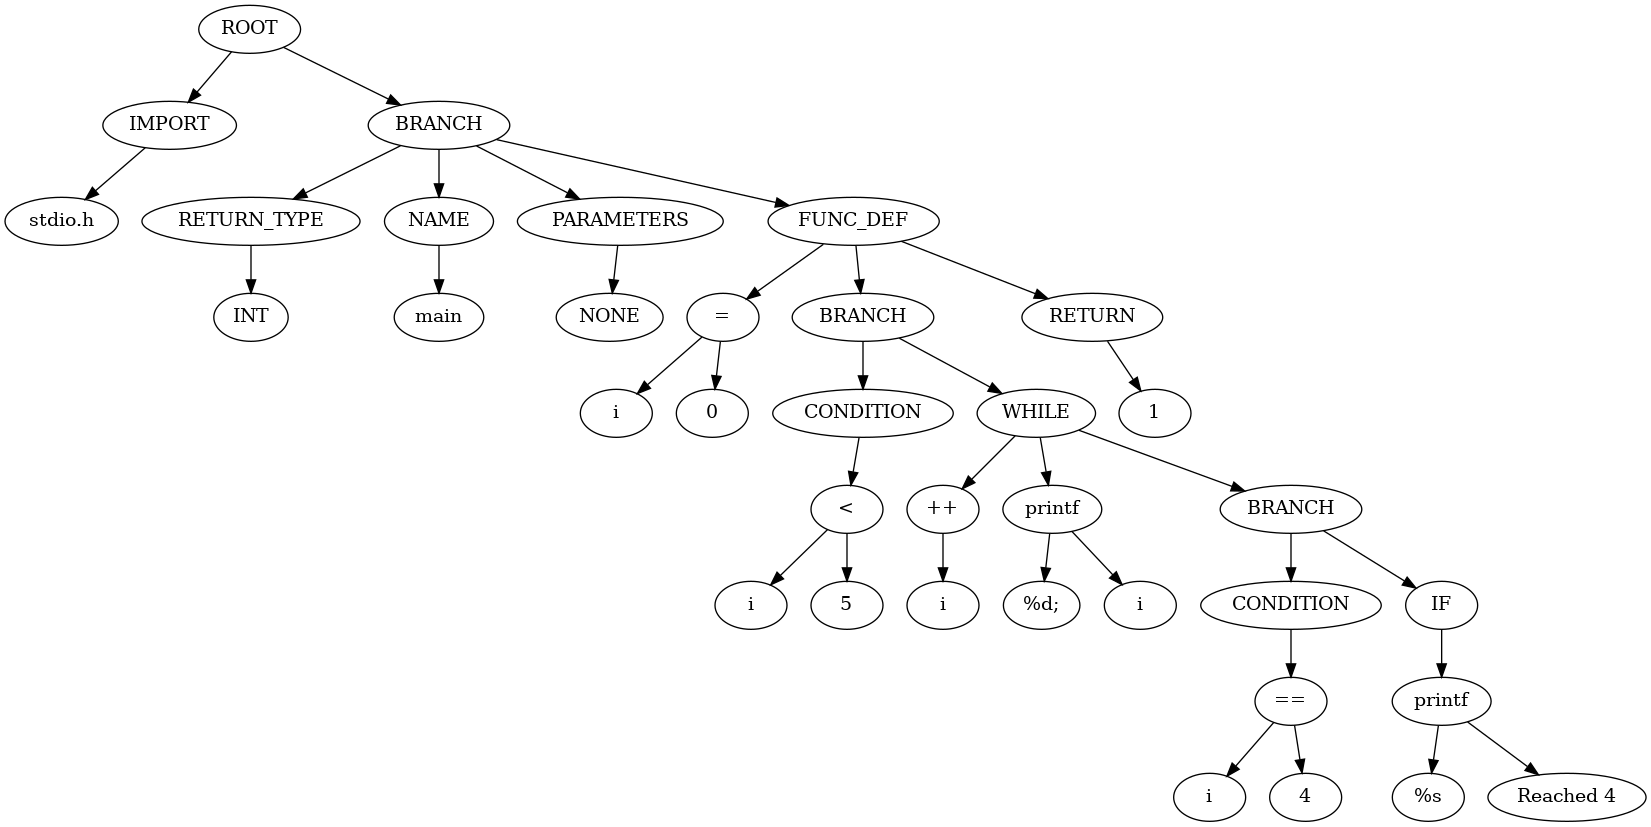 ROOT
IMPORT
BRANCH
stdio.h
RETURN_TYPE
NAME
PARAMETERS
FUNC_DEF
INT
main
NONE
=
BRANCH
RETURN
i
0
CONDITION
WHILE
1
<
++
printf
BRANCH
i
5
i
%d;
i
CONDITION
IF
==
printf
i
4
%s
Reached 4